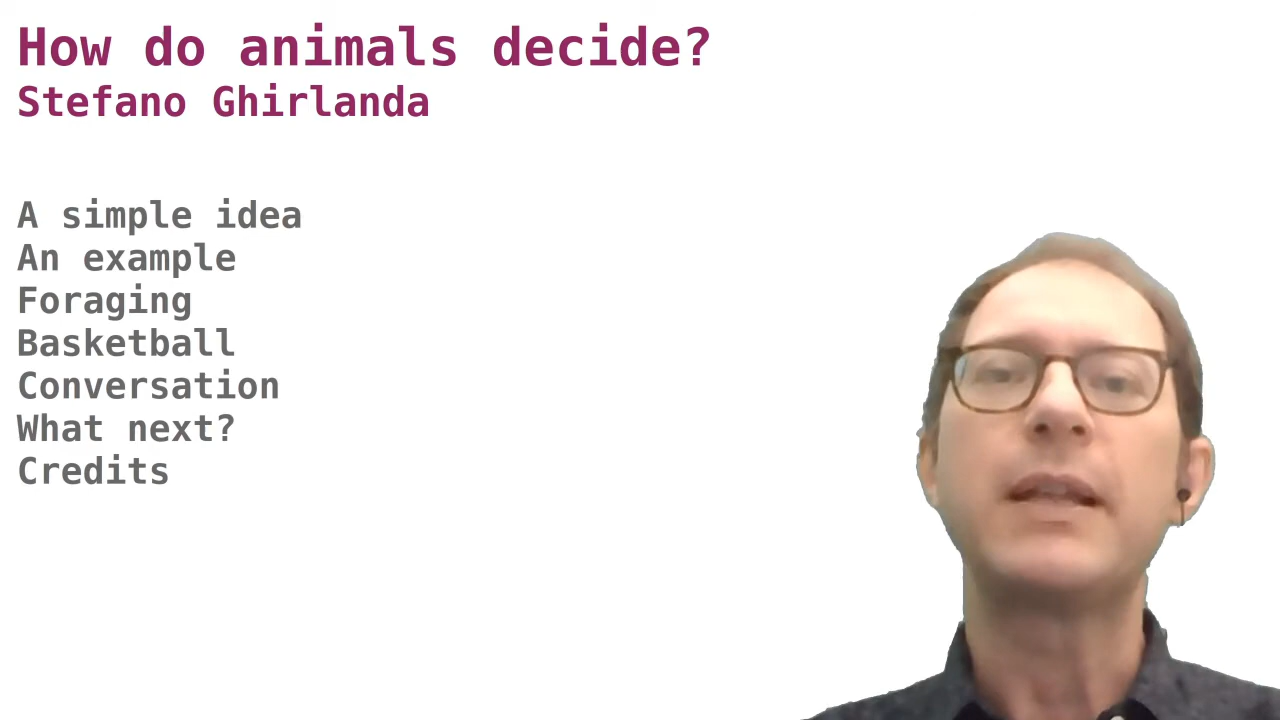 How do animals decide?
Stefano Ghirlanda
A simple idea
An example
Foraging
Basketball
Conversation
What next?
Credits